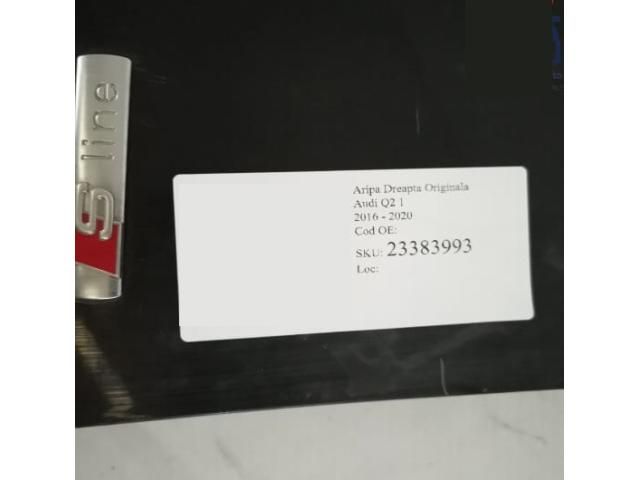 S line
Aripa Dreapta Originala
Audi Q2 1
2016 - 2020
Cod OE:
SKU: 23383993
Loc: